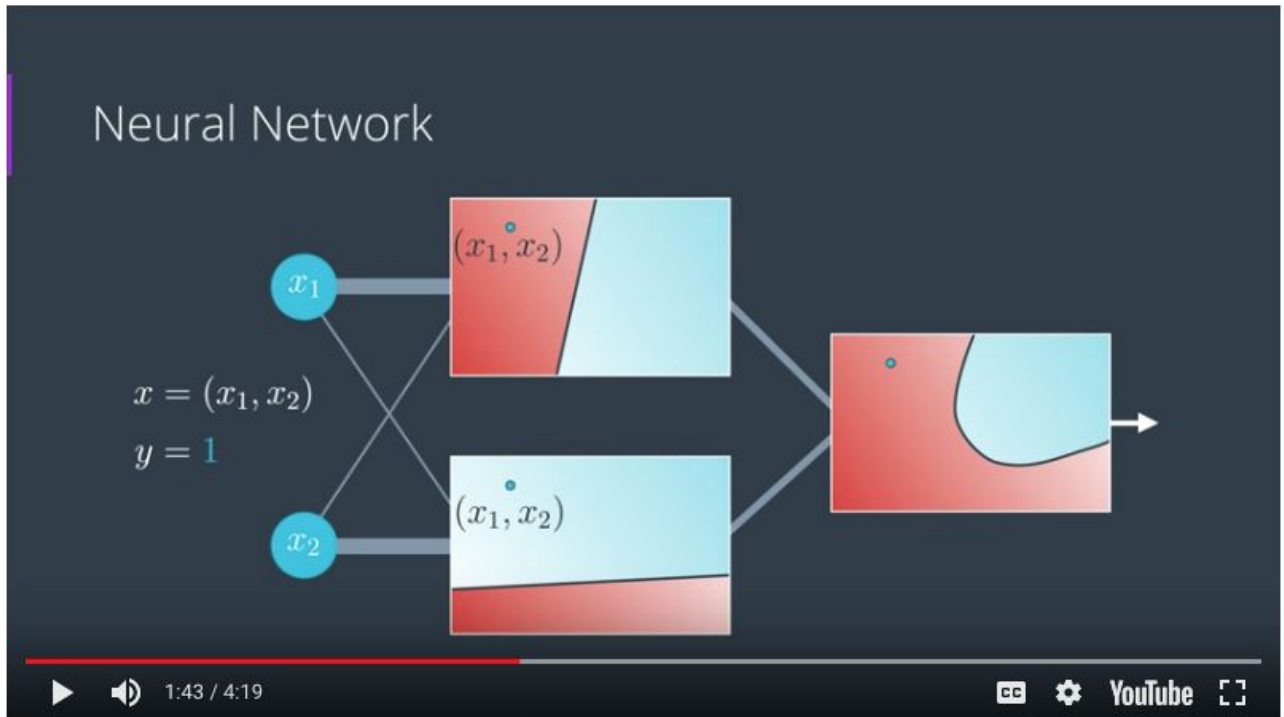 Neural Network
(x₁, x₂)
x₁
x = (x₁, x₂)
y = 1
(x₁, x₂)
x₂
1:43 / 4:19
CC
YouTube